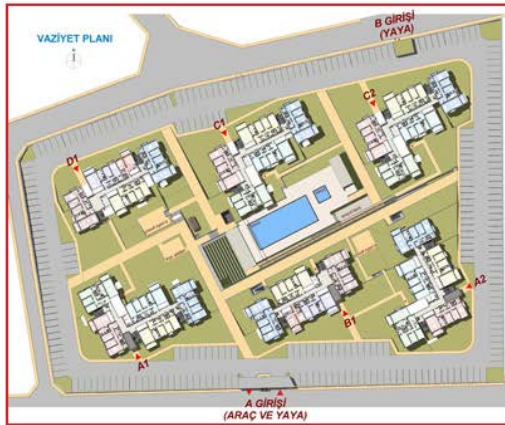 B GİRİŞİ
(YAYA)
VAZİYET PLANI
C2
C1
D1
A2
B1
A1
A GİRİŞİ
(ARAÇ VE YAYA)